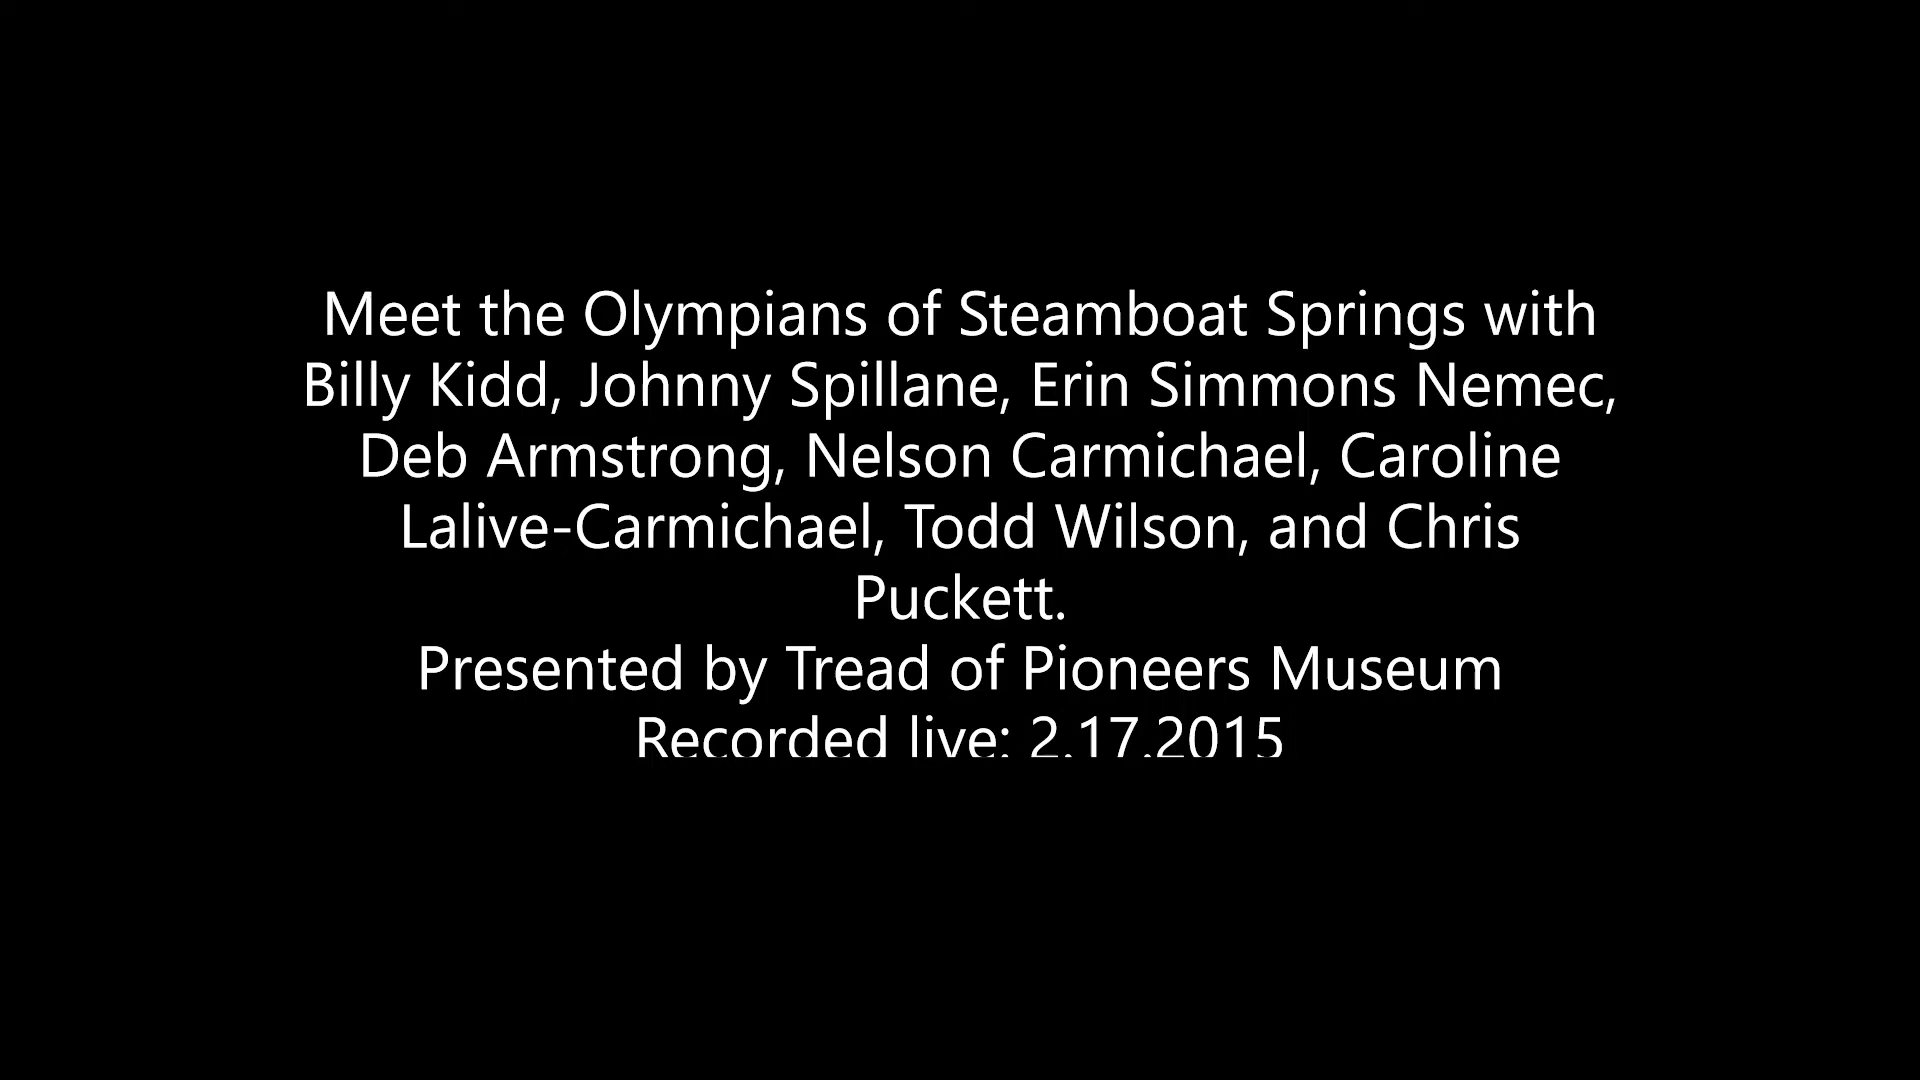 Meet the Olympians of Steamboat Springs with
Billy Kidd, Johnny Spillane, Erin Simmons Nemec,
Deb Armstrong, Nelson Carmichael, Caroline
Lalive-Carmichael, Todd Wilson, and Chris
Puckett.
Presented by Tread of Pioneers Museum
Recorded live: 2.17.2015